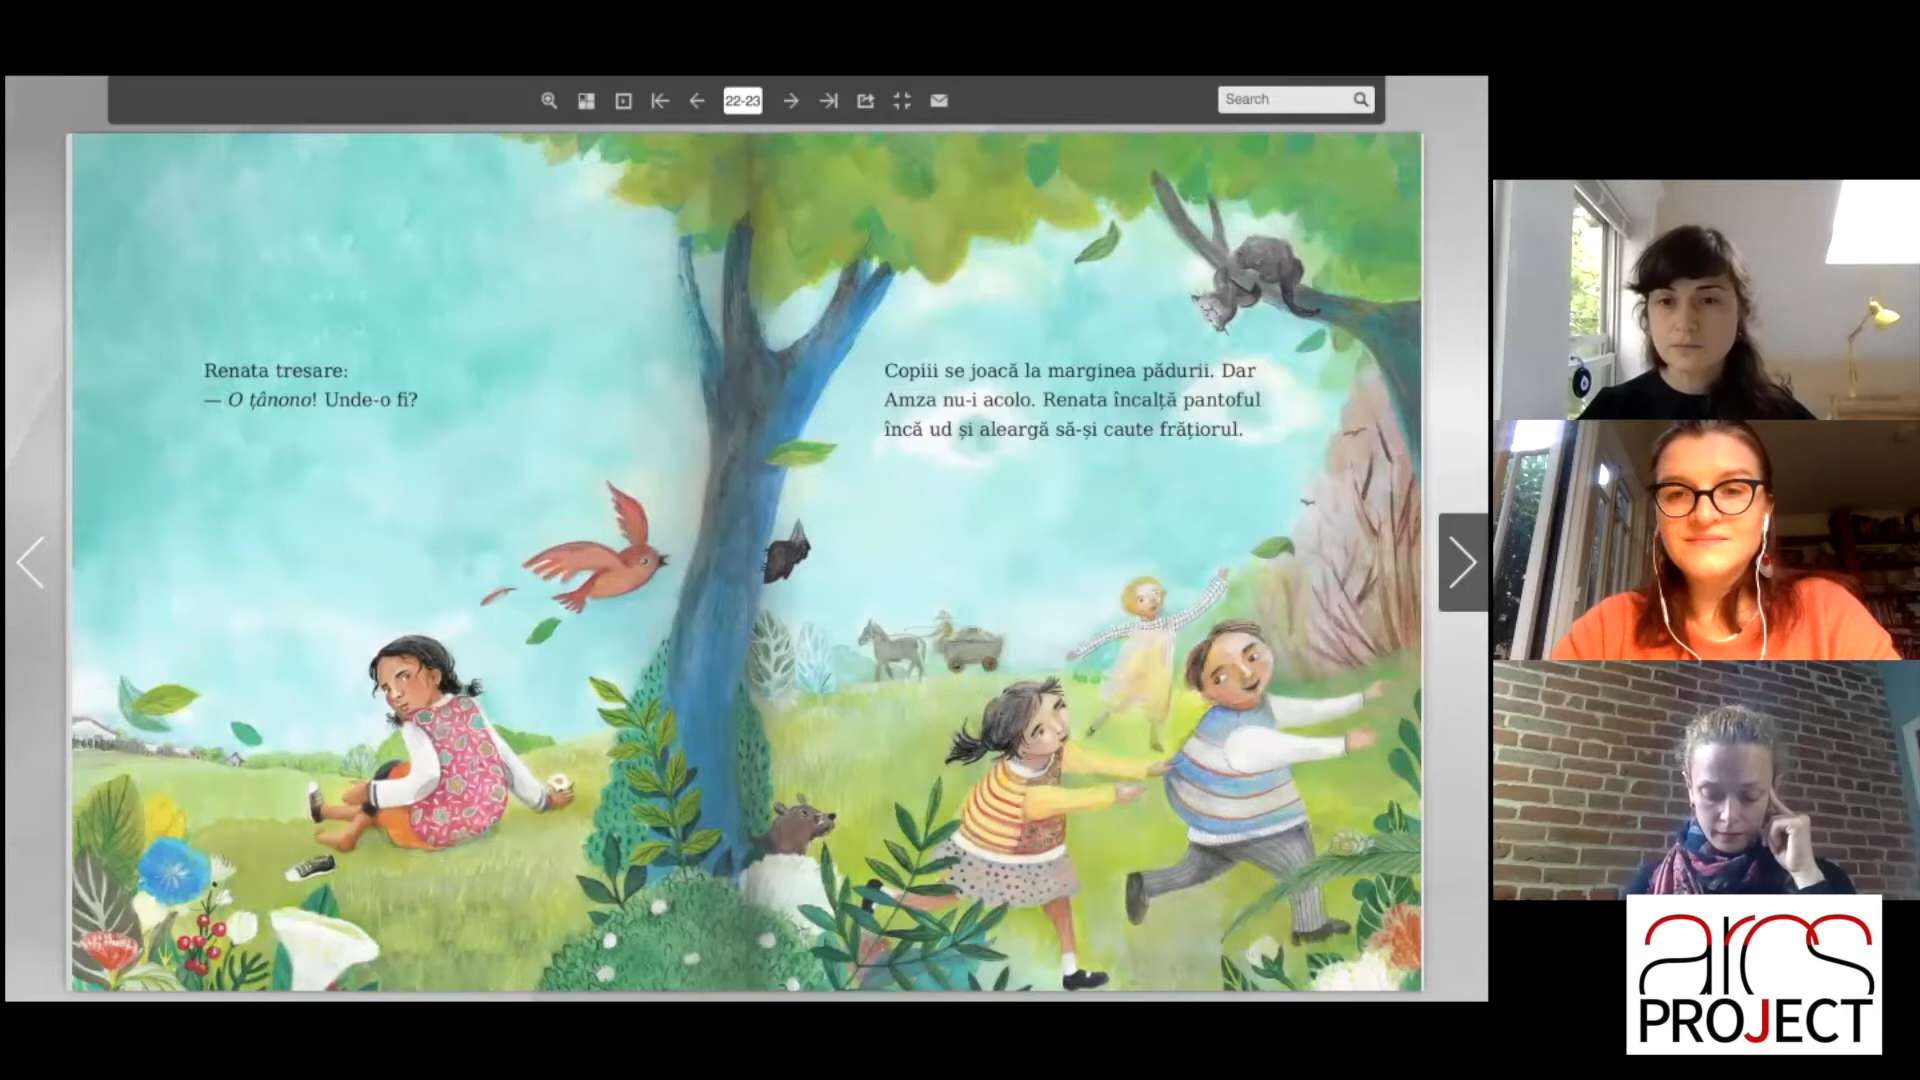 22-23
Search
Renata tresare:
— O țânono! Unde-o fi?
Copiii se joacă la marginea pădurii. Dar
Amza nu-i acolo. Renata încalță pantoful
încă ud și aleargă să-și caute frățiorul.
arcs
PROJECT